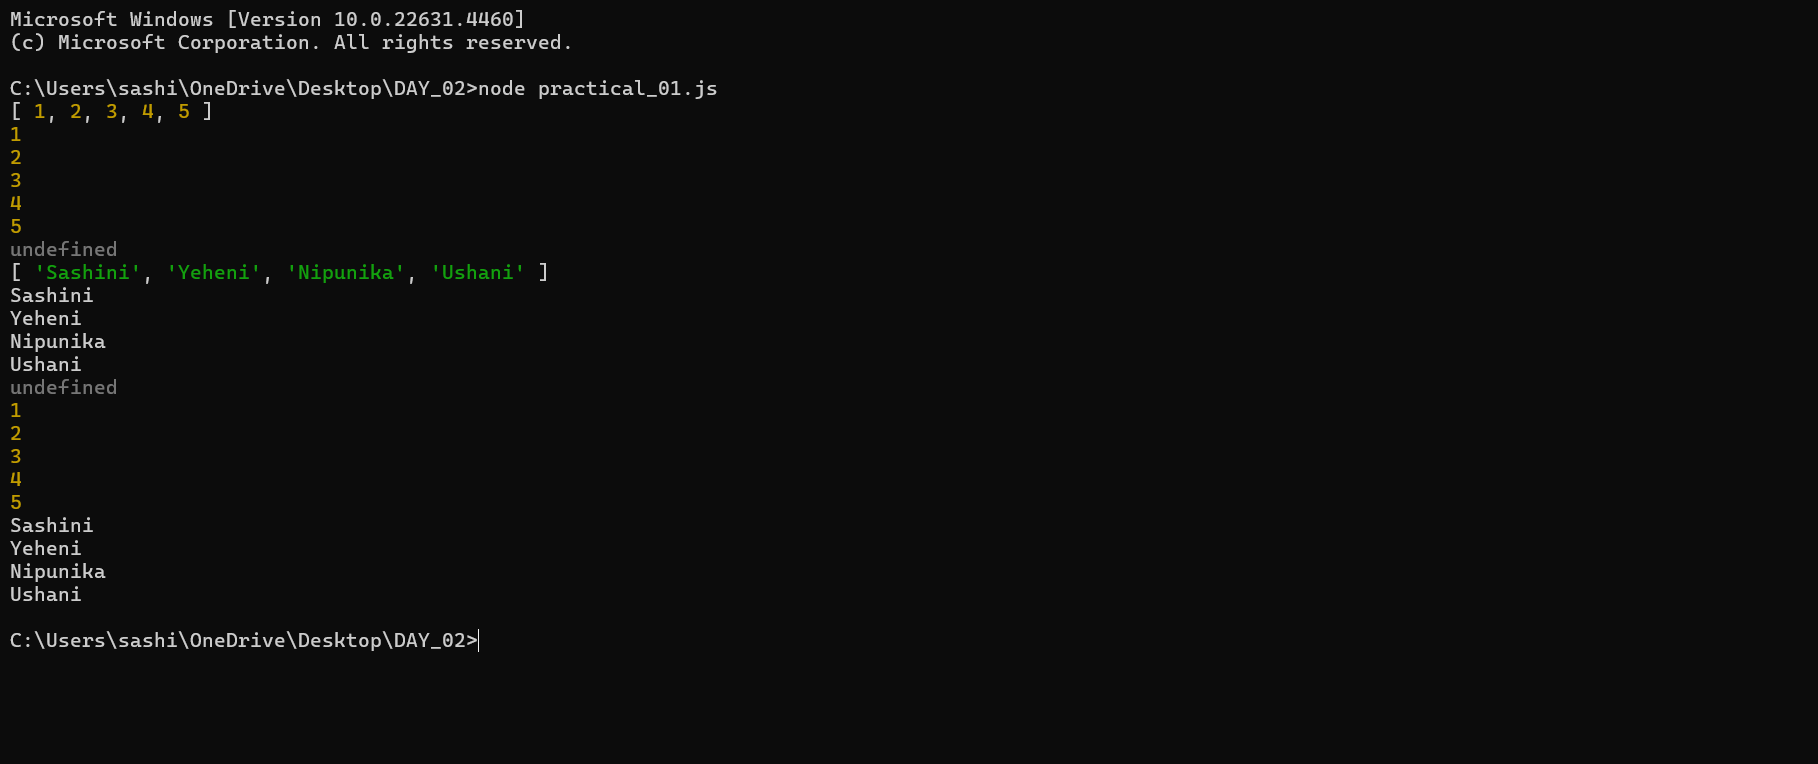 Microsoft Windows [Version 10.0.22631.4460]
(c) Microsoft Corporation. All rights reserved.
C:\Users\sashi\OneDrive\Desktop\DAY_02>node practical_01.js
[ 1, 2, 3, 4, 5 ]
1
2
3
4
5
undefined
[ 'Sashini', 'Yeheni', 'Nipunika', 'Ushani' ]
Sashini
Yeheni
Nipunika
Ushani
undefined
1
2
3
4
5
Sashini
Yeheni
Nipunika
Ushani
C:\Users\sashi\OneDrive\Desktop\DAY_02>